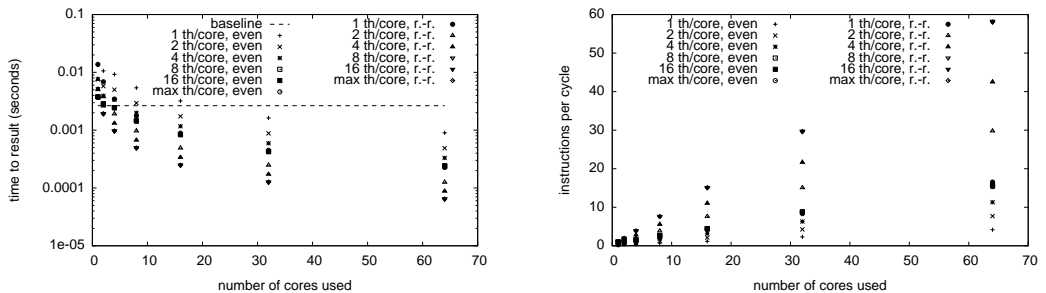 baseline
1 th/core, even
2 th/core, even
4 th/core, even
8 th/core, even
16 th/core, even
max th/core, even
1 th/core, r.-r.
2 th/core, r.-r.
4 th/core, r.-r.
8 th/core, r.-r.
16 th/core, r.-r.
max th/core, r.-r.
time to result (seconds)
0.1
0.01
0.001
0.0001
1e-05
0 10 20 30 40 50 60 70
number of cores used
1 th/core, even
2 th/core, even
4 th/core, even
8 th/core, even
16 th/core, even
max th/core, even
1 th/core, r.-r.
2 th/core, r.-r.
4 th/core, r.-r.
8 th/core, r.-r.
16 th/core, r.-r.
max th/core, r.-r.
instructions per cycle
60
50
40
30
20
10
0
0 10 20 30 40 50 60 70
number of cores used